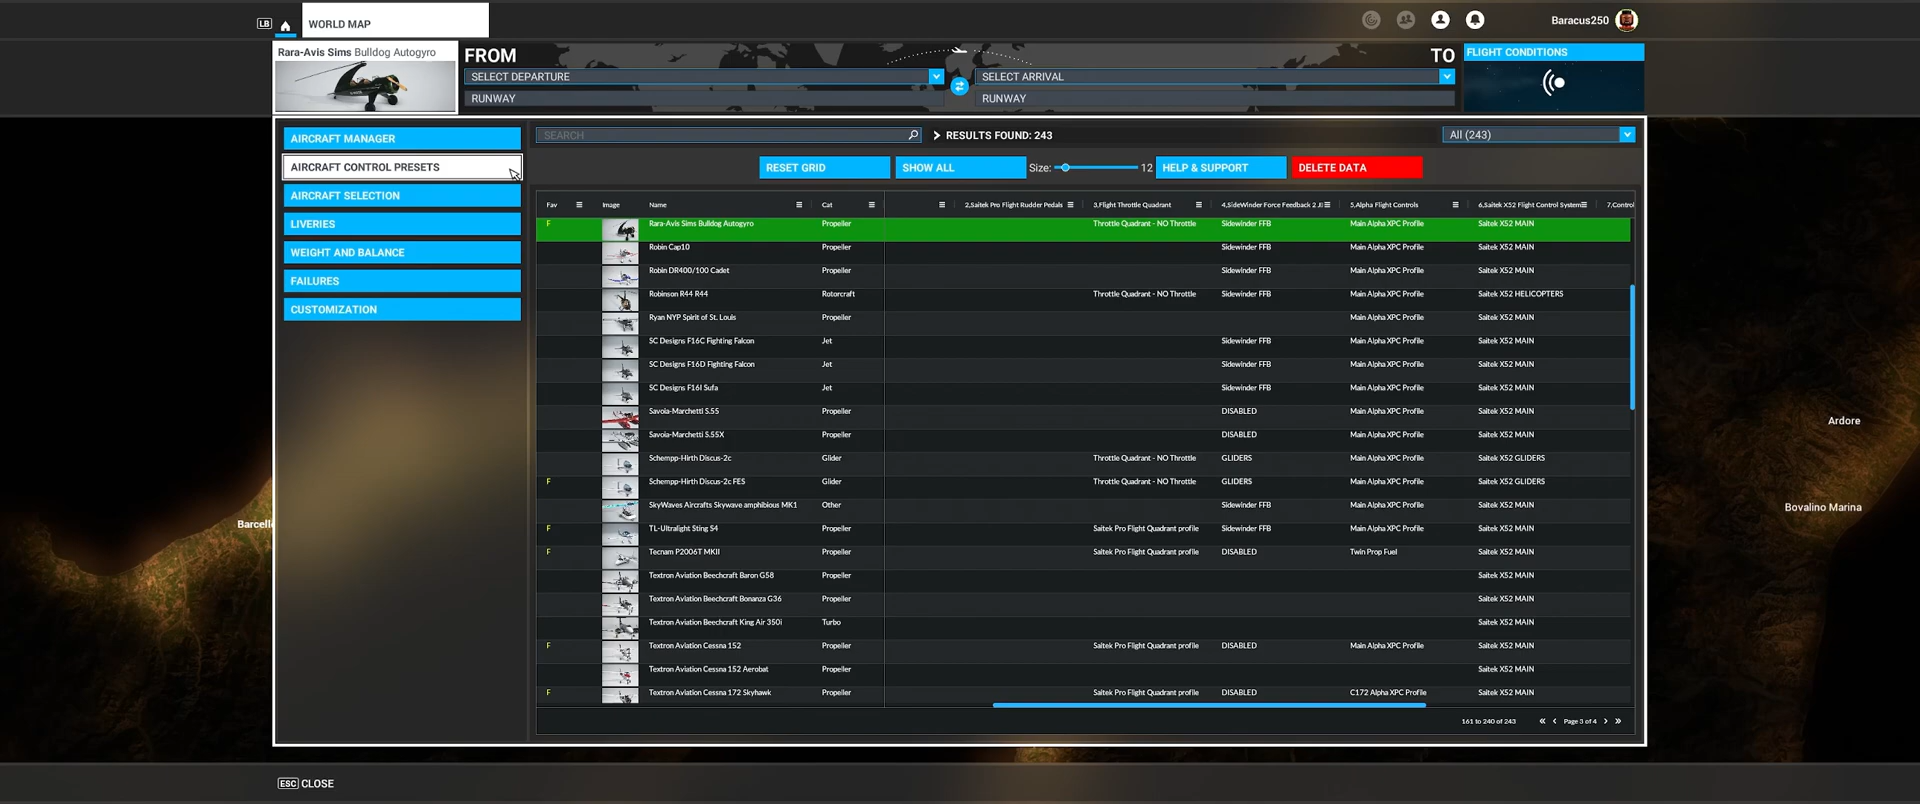 LB
WORLD MAP
Baracus250
Rara-Avis Sims Bulldog Autogyro
FROM
TO
FLIGHT CONDITIONS
SELECT DEPARTURE
SELECT ARRIVAL
RUNWAY
RUNWAY
AIRCRAFT MANAGER
AIRCRAFT CONTROL PRESETS
AIRCRAFT SELECTION
LIVERIES
WEIGHT AND BALANCE
FAILURES
CUSTOMIZATION
SEARCH
RESULTS FOUND: 243
All (243)
RESET GRID
SHOW ALL
Size: 12
HELP & SUPPORT
DELETE DATA
Fav Image Name Cat 2,Saitek Pro Flight Rudder Pedals 3,Flight Throttle Quadrant 4,SideWinder Force Feedback 2 J 5,Alpha Flight Controls 6,Saitek X52 Flight Control System 7,Control
F Rara-Avis Sims Bulldog Autogyro Propeller Throttle Quadrant - NO Throttle Sidewinder FFB Main Alpha XPC Profile Saitek X52 MAIN
Robin Cap10 Propeller Sidewinder FFB Main Alpha XPC Profile Saitek X52 MAIN
Robin DR400/100 Cadet Propeller Sidewinder FFB Main Alpha XPC Profile Saitek X52 MAIN
Robinson R44 R44 Rotorcraft Throttle Quadrant - NO Throttle Sidewinder FFB Main Alpha XPC Profile Saitek X52 HELICOPTERS
Ryan NYP Spirit of St. Louis Propeller Main Alpha XPC Profile Saitek X52 MAIN
SC Designs F16C Fighting Falcon Jet Sidewinder FFB Main Alpha XPC Profile Saitek X52 MAIN
SC Designs F16D Fighting Falcon Jet Sidewinder FFB Main Alpha XPC Profile Saitek X52 MAIN
SC Designs F16I Sufa Jet Sidewinder FFB Main Alpha XPC Profile Saitek X52 MAIN
Savoia-Marchetti S.55 Propeller DISABLED Main Alpha XPC Profile Saitek X52 MAIN
Savoia-Marchetti S.55X Propeller DISABLED Main Alpha XPC Profile Saitek X52 MAIN
Schempp-Hirth Discus-2c Glider Throttle Quadrant - NO Throttle GLIDERS Main Alpha XPC Profile Saitek X52 GLIDERS
F Schempp-Hirth Discus-2c FES Glider Throttle Quadrant - NO Throttle GLIDERS Main Alpha XPC Profile Saitek X52 GLIDERS
SkyWaves Aircrafts Skywave amphibious MK1 Other Sidewinder FFB Main Alpha XPC Profile Saitek X52 MAIN
F TL-Ultralight Sting S4 Propeller Saitek Pro Flight Quadrant profile Sidewinder FFB Main Alpha XPC Profile Saitek X52 MAIN
F Tecnam P2006T MKII Propeller Saitek Pro Flight Quadrant profile DISABLED Twin Prop Fuel Saitek X52 MAIN
Textron Aviation Beechcraft Baron G58 Propeller Saitek X52 MAIN
Textron Aviation Beechcraft Bonanza G36 Propeller Saitek X52 MAIN
Textron Aviation Beechcraft King Air 350i Turbo Saitek X52 MAIN
F Textron Aviation Cessna 152 Propeller Saitek Pro Flight Quadrant profile DISABLED Main Alpha XPC Profile Saitek X52 MAIN
Textron Aviation Cessna 152 Aerobat Propeller Saitek X52 MAIN
F Textron Aviation Cessna 172 Skyhawk Propeller Saitek Pro Flight Quadrant profile DISABLED C172 Alpha XPC Profile Saitek X52 MAIN
161 to 240 of 243 Page 3 of 4
Ardore
Bovalino Marina
Barcell
ESC CLOSE